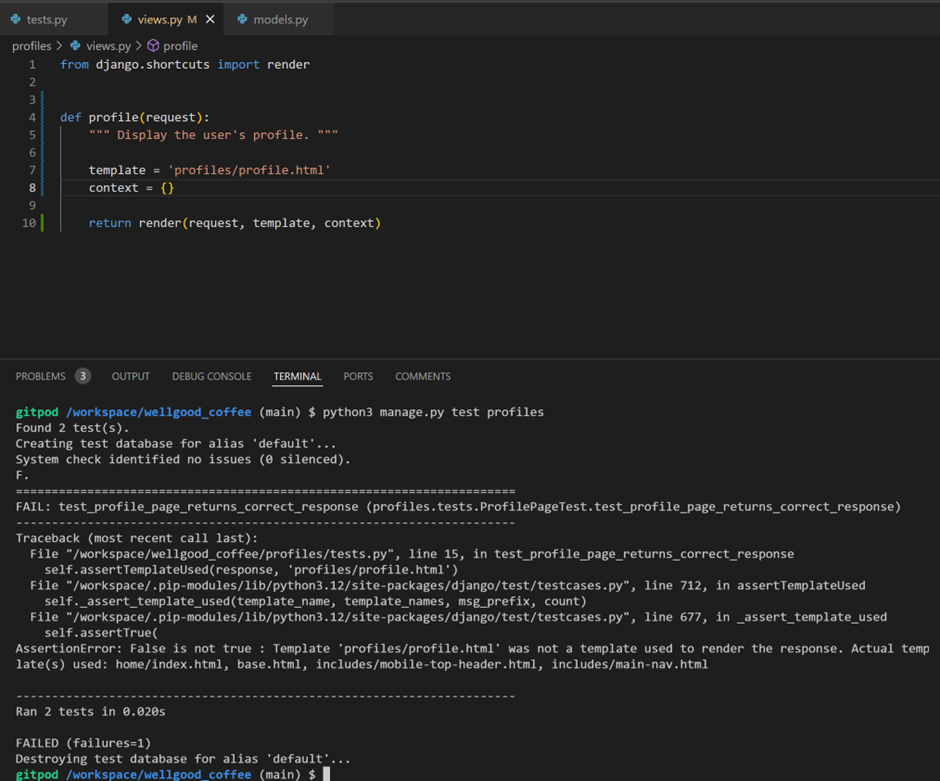 tests.py views.py M × models.py
profiles > views.py > profile
1 from django.shortcuts import render
2
3
4 def profile(request):
5 """ Display the user's profile. """
6
7 template = 'profiles/profile.html'
8 context = {}
9
10 return render(request, template, context)
PROBLEMS 3 OUTPUT DEBUG CONSOLE TERMINAL PORTS COMMENTS
gitpod /workspace/wellgood_coffee (main) $ python3 manage.py test profiles
Found 2 test(s).
Creating test database for alias 'default'...
System check identified no issues (0 silenced).
F.
======================================================================
FAIL: test_profile_page_returns_correct_response (profiles.tests.ProfilePageTest.test_profile_page_returns_correct_response)
----------------------------------------------------------------------
Traceback (most recent call last):
File "/workspace/wellgood_coffee/profiles/tests.py", line 15, in test_profile_page_returns_correct_response
self.assertTemplateUsed(response, 'profiles/profile.html')
File "/workspace/.pip-modules/lib/python3.12/site-packages/django/test/testcases.py", line 712, in assertTemplateUsed
self._assert_template_used(template_name, template_names, msg_prefix, count)
File "/workspace/.pip-modules/lib/python3.12/site-packages/django/test/testcases.py", line 677, in _assert_template_used
self.assertTrue(
AssertionError: False is not true : Template 'profiles/profile.html' was not a template used to render the response. Actual temp
late(s) used: home/index.html, base.html, includes/mobile-top-header.html, includes/main-nav.html
----------------------------------------------------------------------
Ran 2 tests in 0.020s
FAILED (failures=1)
Destroying test database for alias 'default'...
gitpod /workspace/wellgood_coffee (main) $